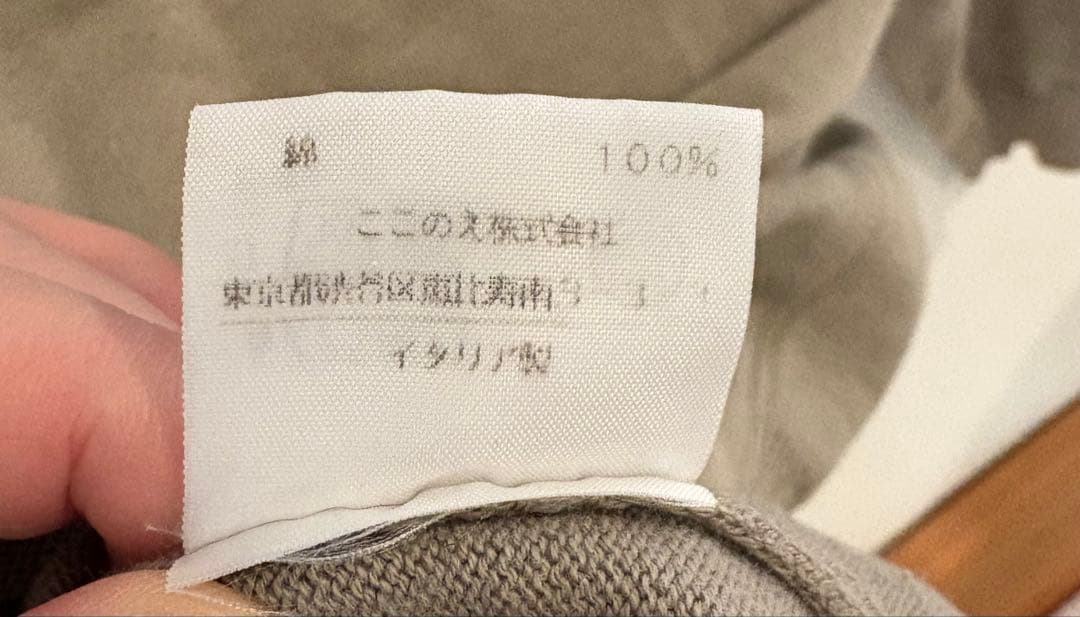 綿 100%
ここのえ株式会社
東京都渋谷区恵比寿南3
イタリア製